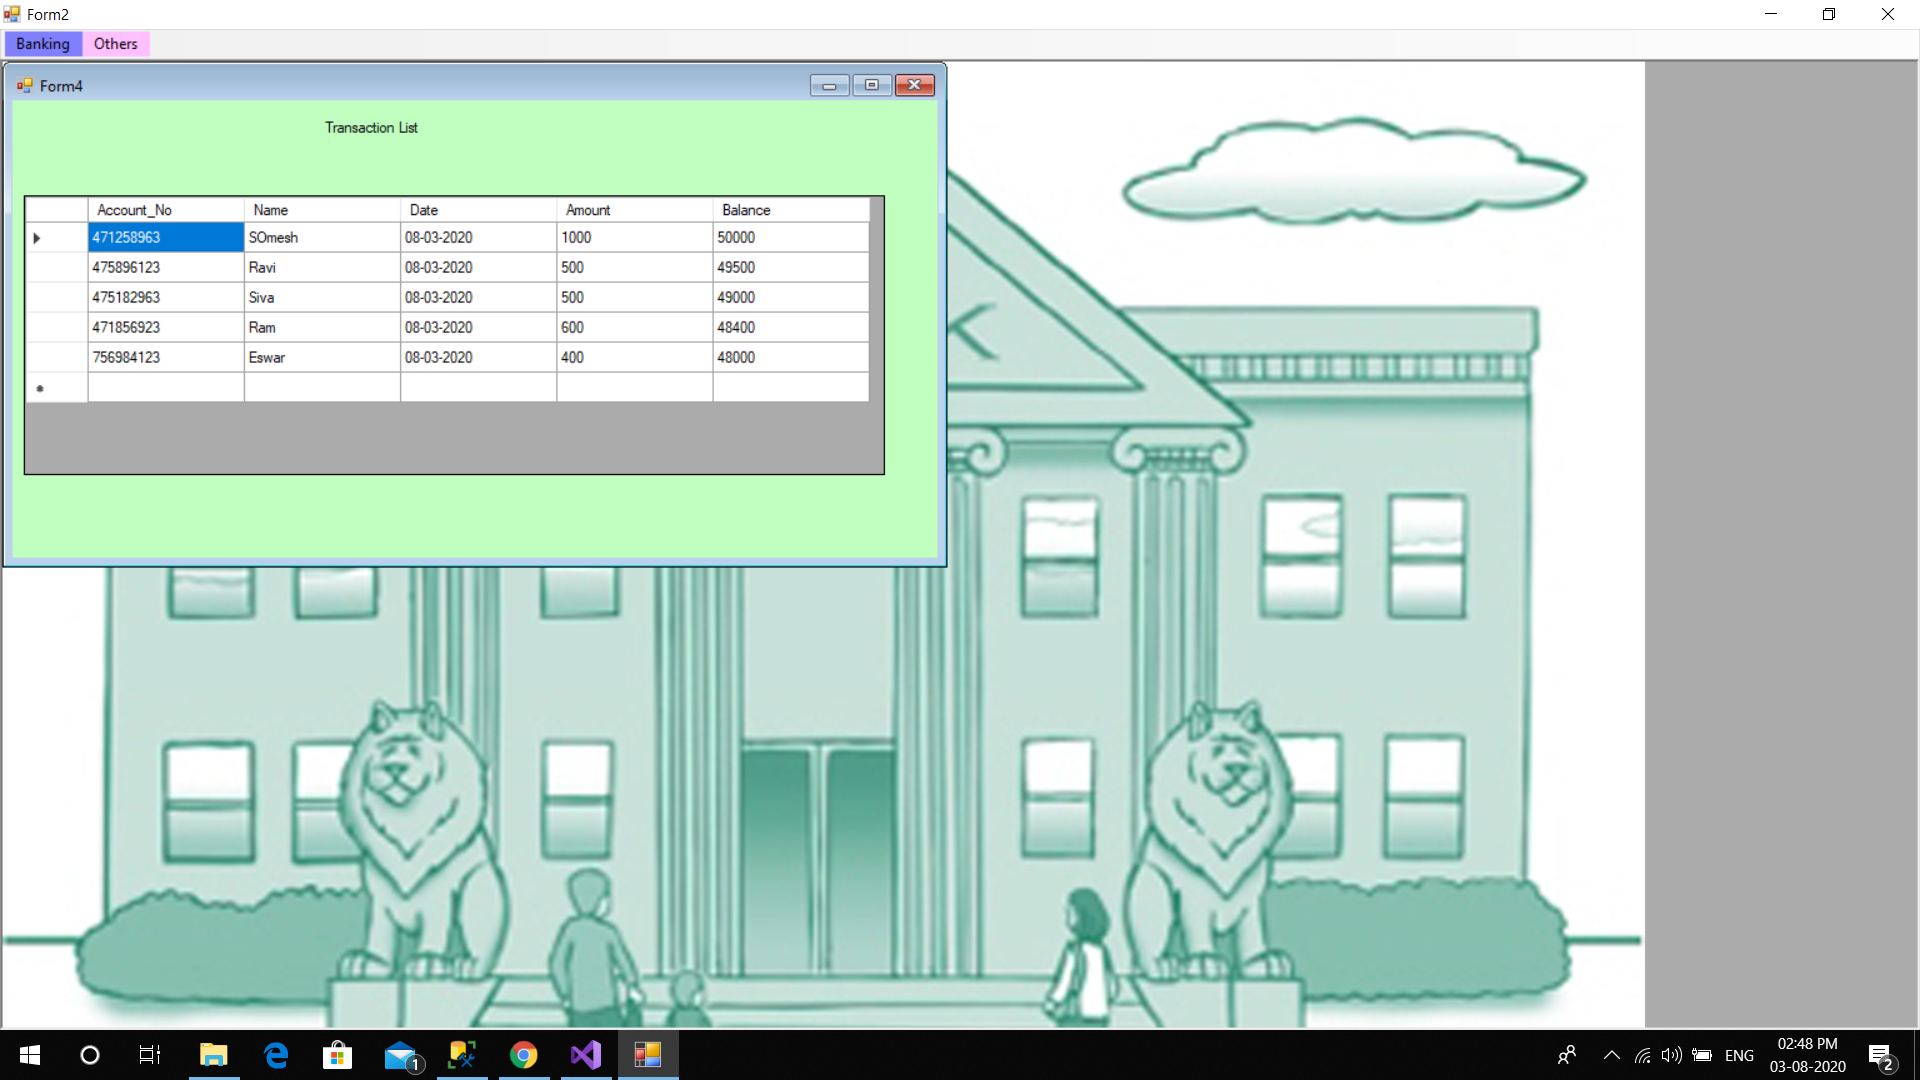 Form2
Banking Others
Form4
Transaction List
Account_No Name Date Amount Balance
471258963 SOmesh 08-03-2020 1000 50000
475896123 Ravi 08-03-2020 500 49500
475182963 Siva 08-03-2020 500 49000
471856923 Ram 08-03-2020 600 48400
756984123 Eswar 08-03-2020 400 48000
K
1
ENG
02:48 PM
03-08-2020
2